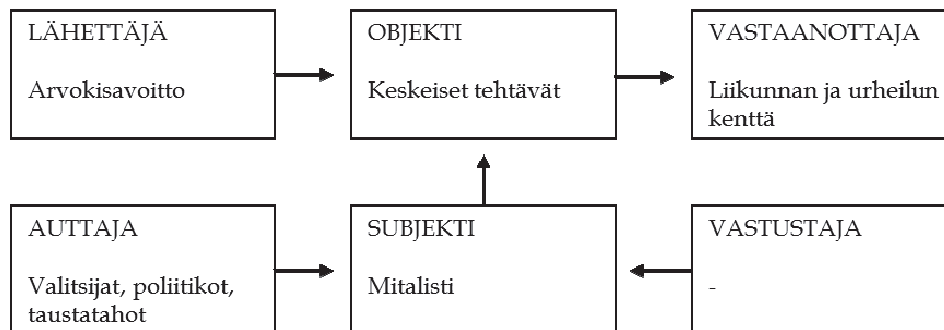 LÄHETTÄJÄ
Arvokisavoitto
OBJEKTI
Keskeiset tehtävät
VASTAANOTTAJA
Liikunnan ja urheilun
kenttä
AUTTAJA
Valitsijat, poliitikot,
taustatahot
SUBJEKTI
Mitalisti
VASTUSTAJA
-